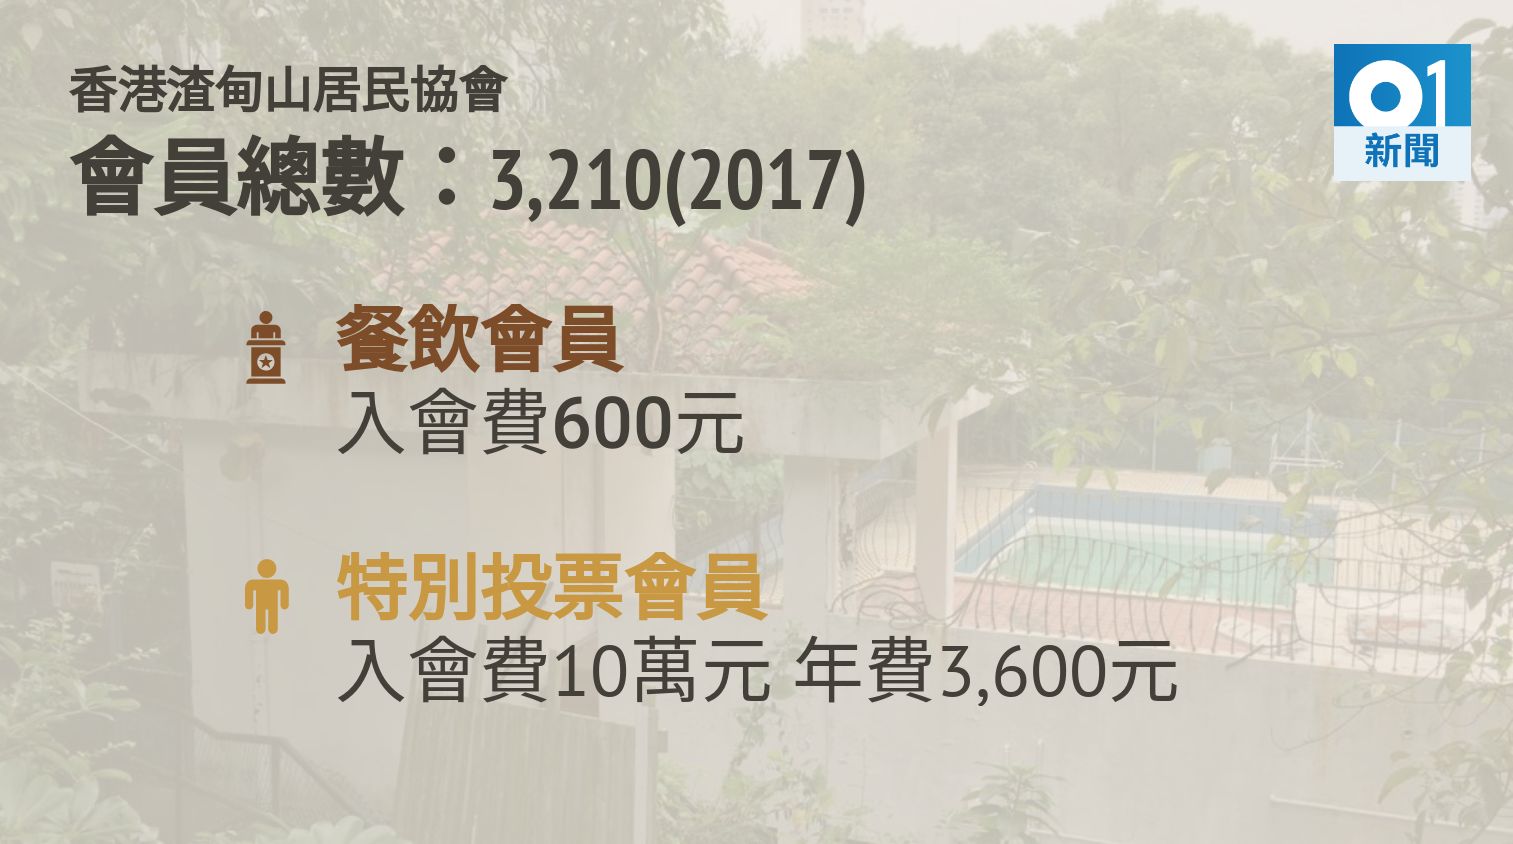 香港渣甸山居民協會
會員總數：3,210(2017)
01
新聞
餐飲會員
入會費600元
特別投票會員
入會費10萬元 年費3,600元